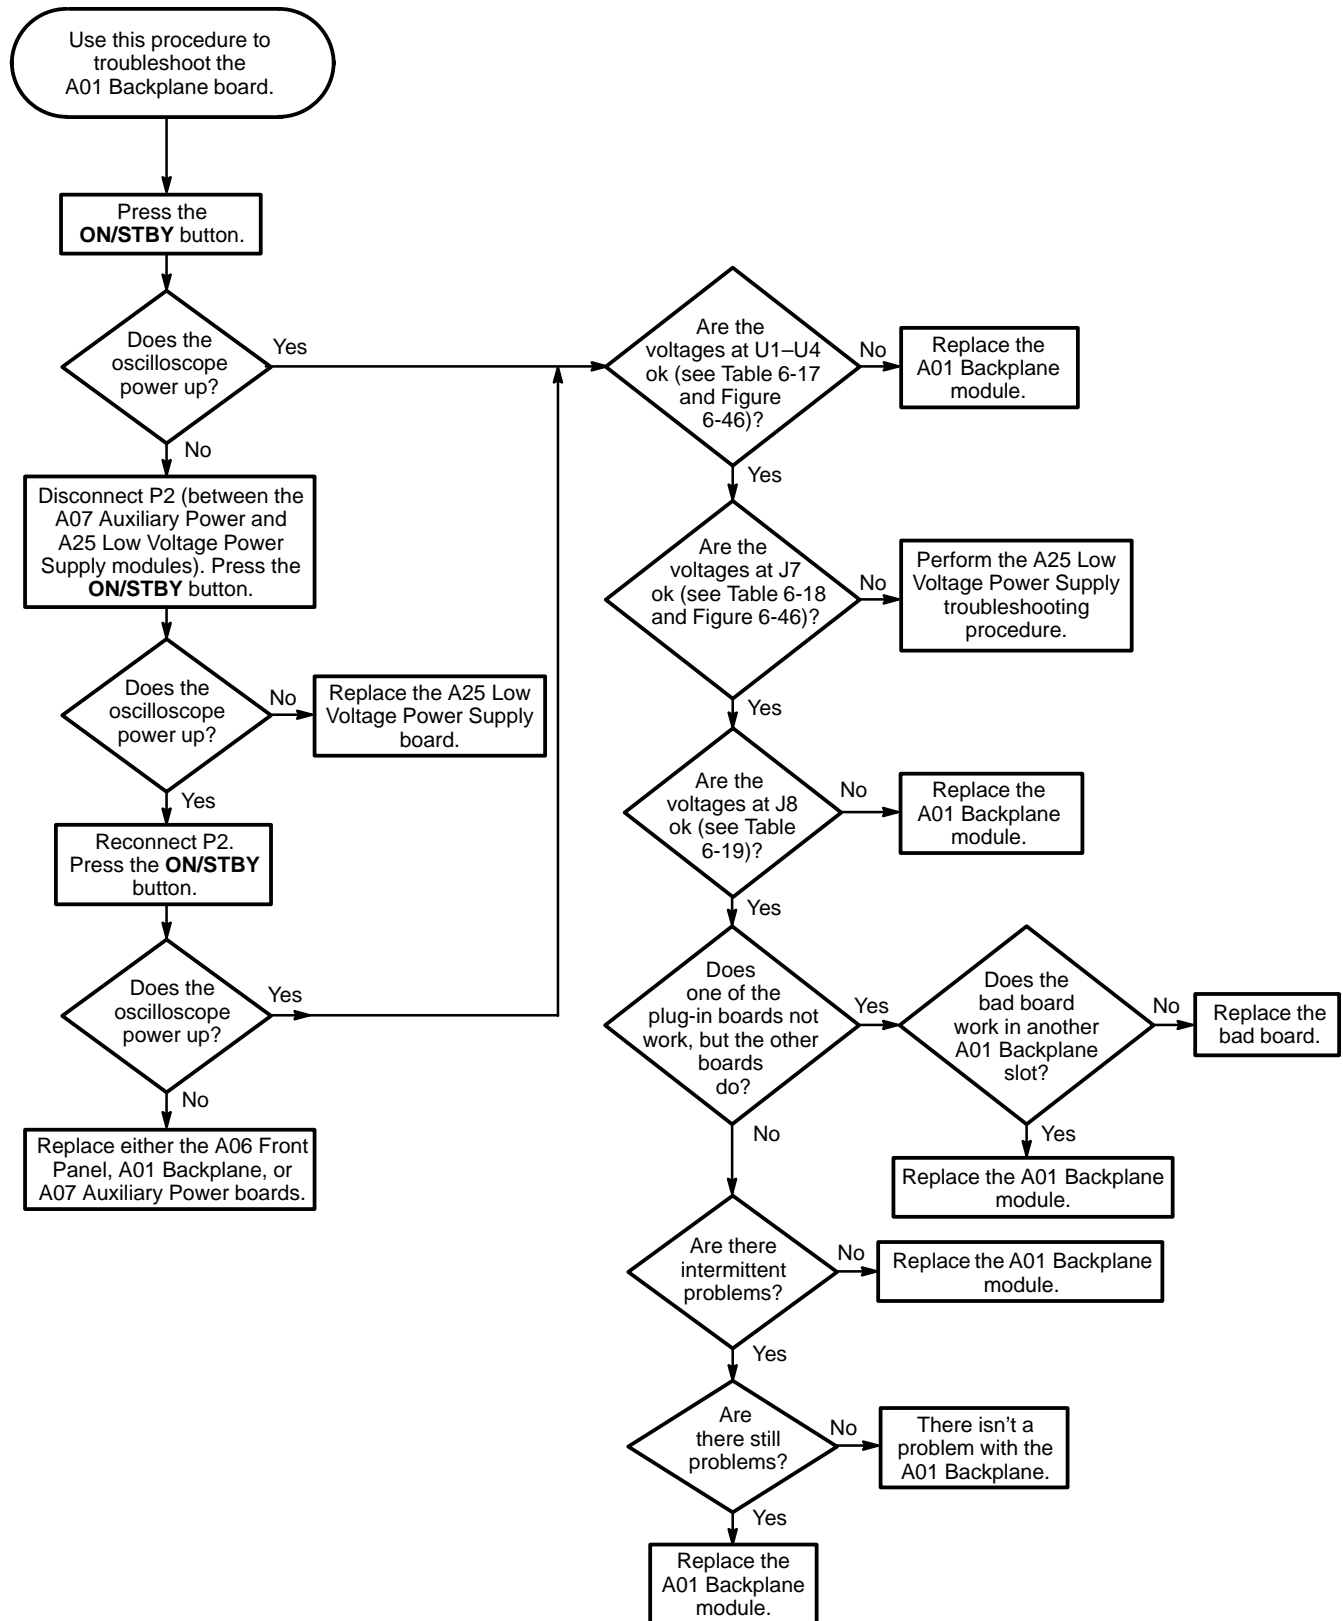 Use this procedure to
troubleshoot the
A01 Backplane board.
Press the
ON/STBY button.
Does the
oscilloscope
power up?
Yes
No
Disconnect P2 (between the
A07 Auxiliary Power and
A25 Low Voltage Power
Supply modules). Press the
ON/STBY button.
Does the
oscilloscope
power up?
No
Replace the A25 Low
Voltage Power Supply
board.
Yes
Reconnect P2.
Press the ON/STBY
button.
Does the
oscilloscope
power up?
Yes
No
Replace either the A06 Front
Panel, A01 Backplane, or
A07 Auxiliary Power boards.
Are the
voltages at U1–U4
ok (see Table 6-17
and Figure
6-46)?
No
Replace the
A01 Backplane
module.
Yes
Are the
voltages at J7
ok (see Table 6-18
and Figure 6-46)?
No
Perform the A25 Low
Voltage Power Supply
troubleshooting
procedure.
Yes
Are the
voltages at J8
ok (see Table
6-19)?
No
Replace the
A01 Backplane
module.
Yes
Does
one of the
plug-in boards not
work, but the other
boards
do?
Yes
Does the
bad board
work in another
A01 Backplane
slot?
No
Replace the
bad board.
Yes
Replace the A01 Backplane
module.
No
Are there
intermittent
problems?
No
Replace the A01 Backplane
module.
Yes
Are
there still
problems?
No
There isn't a
problem with the
A01 Backplane.
Yes
Replace the
A01 Backplane
module.